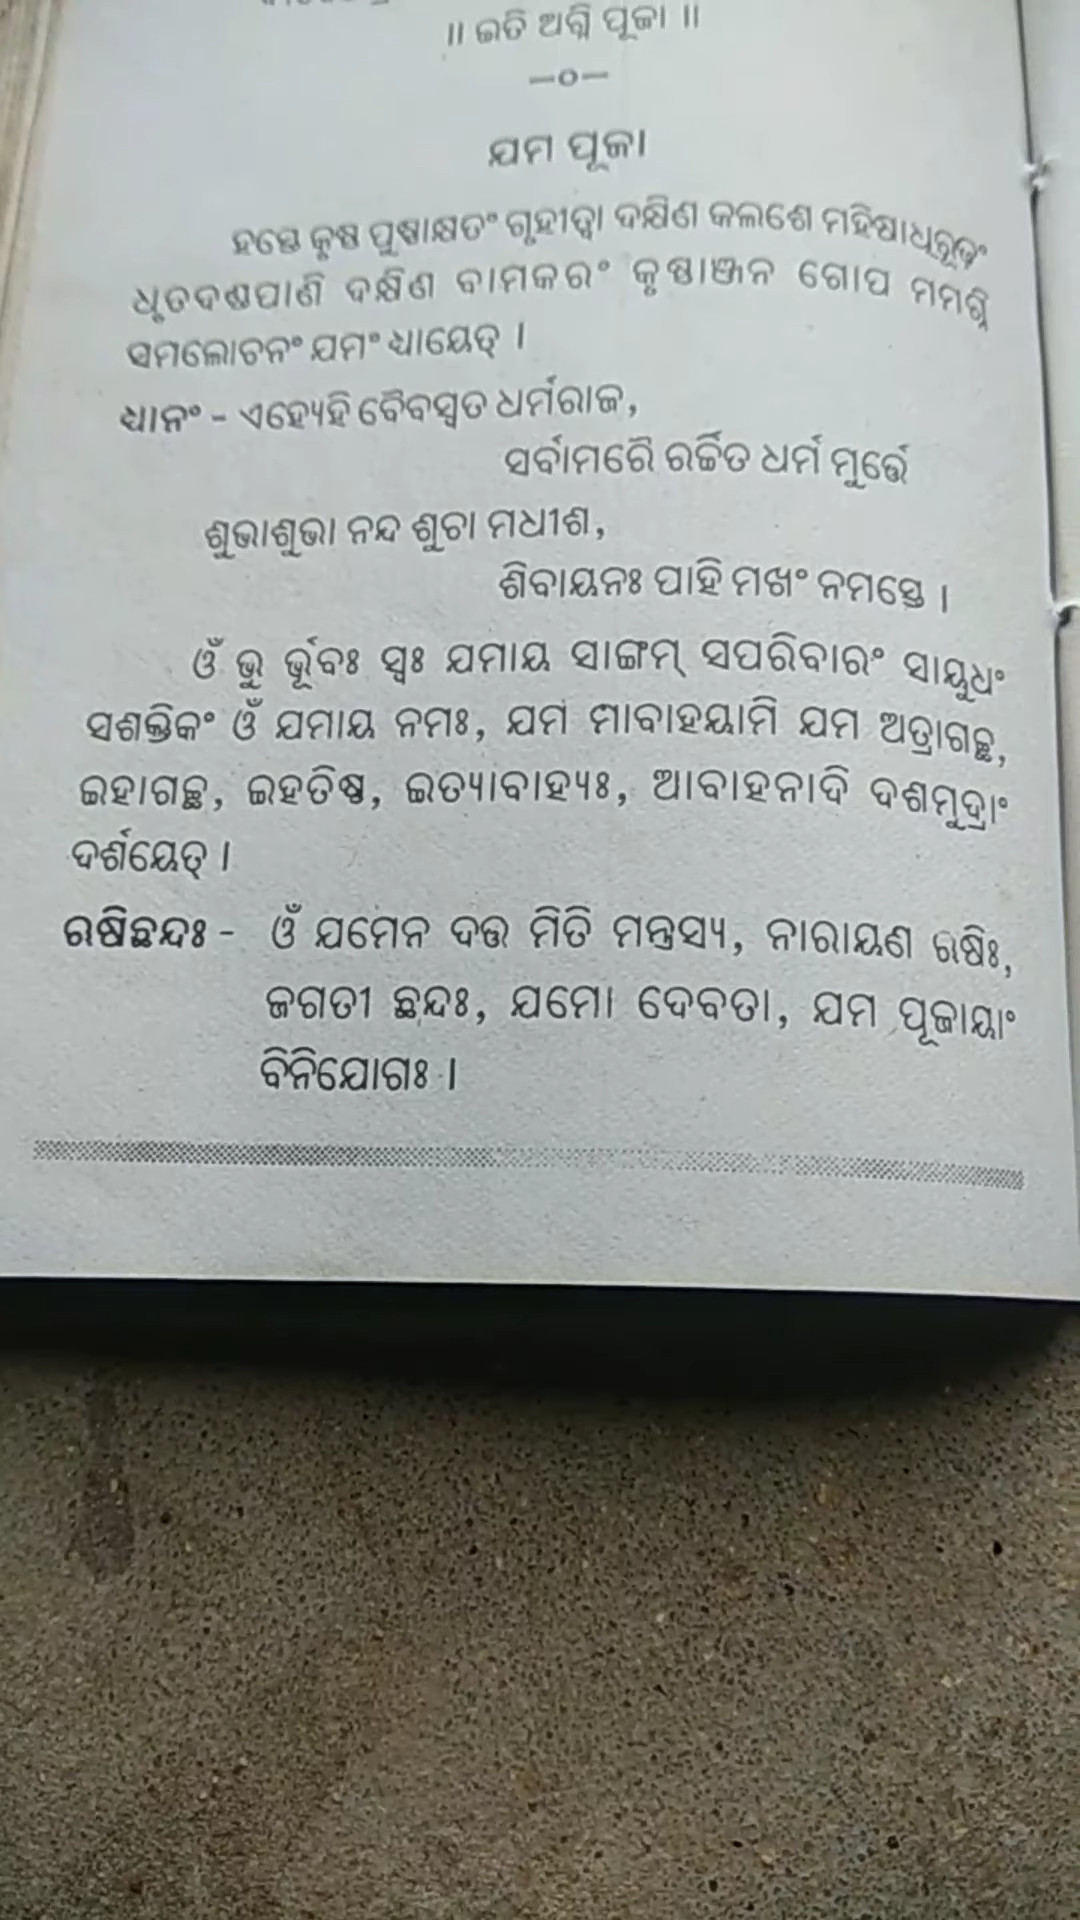 ॥ ଇତି ଅଗ୍ନି ପୂଜା ॥
—o—
ଯମ ପୂଜା
ହସ୍ତେ କୃଷ୍ଣ ପୁଷ୍ପାକ୍ଷତଂ ଗୃହୀତ୍ୱା ଦକ୍ଷିଣ କଳଶେ ମହିଷାଧିରୂଢ଼ଂ
ଧୃତଦଣ୍ଡପାଣି ଦକ୍ଷିଣ ବାମକରଂ କୃଷ୍ଣାଞ୍ଜନ ଗୋପ ମମଗ୍ନି
ସମଲୋଚନଂ ଯମଂ ଧ୍ୟାୟେତ୍ ।
ଧ୍ୟାନଂ - ଏହ୍ୟେହି ବୈବସ୍ୱତ ଧର୍ମରାଜ,
ସର୍ବାମରୈ ରର୍ଚ୍ଚିତ ଧର୍ମ ମୁର୍ତ୍ତେ
ଶୁଭାଶୁଭା ନନ୍ଦ ଶୁଚା ମଧୀଶ,
ଶିବାୟନଃ ପାହି ମଖଂ ନମସ୍ତେ ।
ଓଁ ଭୁ ର୍ଭୂବଃ ସ୍ୱଃ ଯମାୟ ସାଙ୍ଗମ୍ ସପରିବାରଂ ସାୟୁଧଂ
ସଶକ୍ତିକଂ ଓଁ ଯମାୟ ନମଃ, ଯମ ମାବାହୟାମି ଯମ ଅତ୍ରାଗଚ୍ଛ,
ଇହାଗଚ୍ଛ, ଇହତିଷ୍ଠ, ଇତ୍ୟାବାହ୍ୟଃ, ଆବାହନାଦି ଦଶମୁଦ୍ରାଂ
ଦର୍ଶୟେତ୍ ।
ଋଷିଛନ୍ଦଃ - ଓଁ ଯମେନ ଦତ୍ତ ମିତି ମନ୍ତ୍ରସ୍ୟ, ନାରାୟଣ ଋଷିଃ,
ଜଗତୀ ଛନ୍ଦଃ, ଯମୋ ଦେବତା, ଯମ ପୂଜାୟାଂ
ବିନିଯୋଗଃ ।